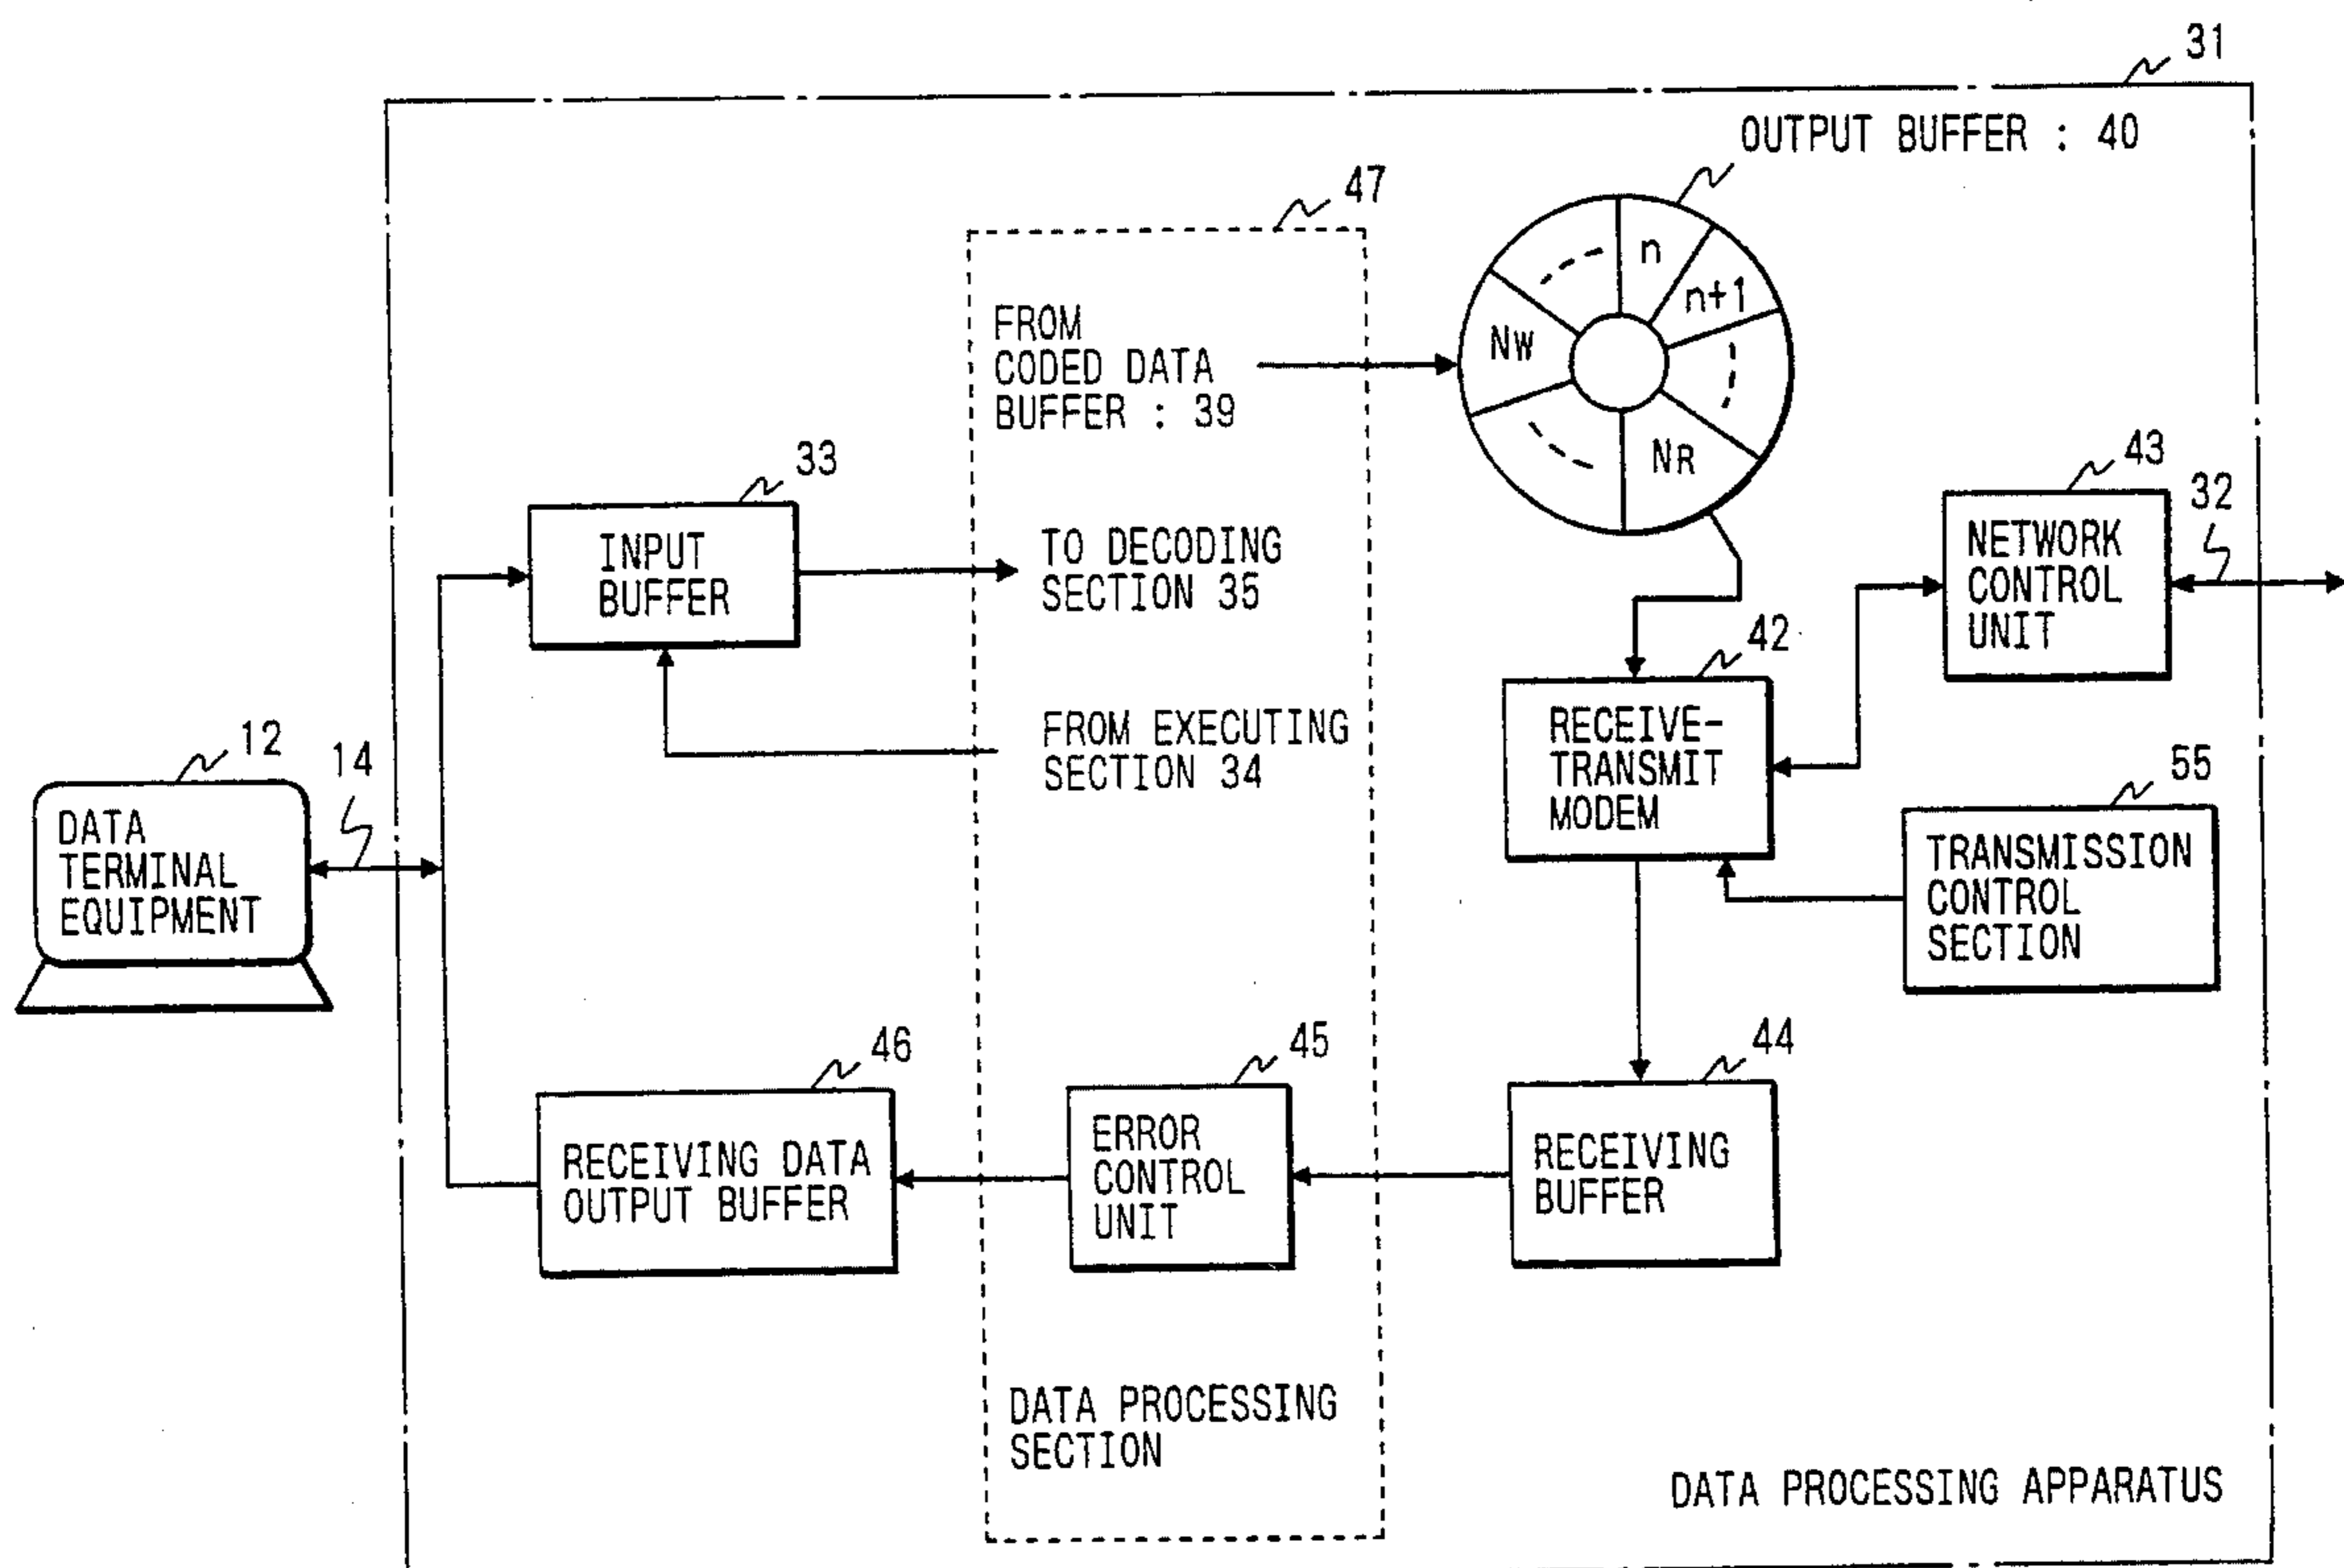 31
OUTPUT BUFFER : 40
47
n
n+1
NW
NR
FROM
CODED DATA
BUFFER : 39
33
INPUT
BUFFER
TO DECODING
SECTION 35
43
NETWORK
CONTROL
UNIT
32
42
RECEIVE-
TRANSMIT
MODEM
FROM EXECUTING
SECTION 34
12
DATA
TERMINAL
EQUIPMENT
14
55
TRANSMISSION
CONTROL
SECTION
46
RECEIVING DATA
OUTPUT BUFFER
45
ERROR
CONTROL
UNIT
44
RECEIVING
BUFFER
DATA PROCESSING
SECTION
DATA PROCESSING APPARATUS